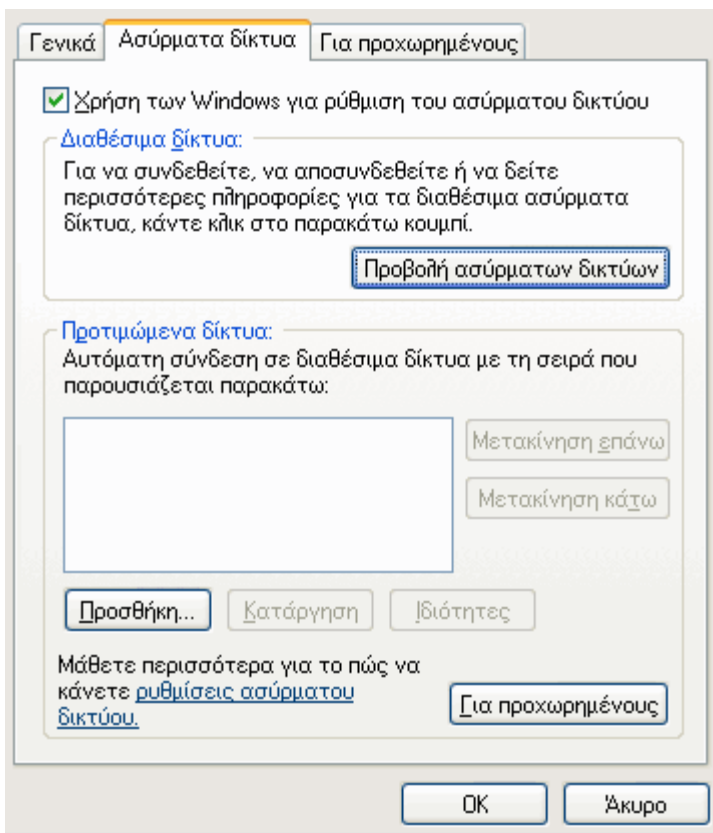 Γενικά Ασύρματα δίκτυα Για προχωρημένους
Χρήση των Windows για ρύθμιση του ασύρματου δικτύου
Διαθέσιμα δίκτυα:
Για να συνδεθείτε, να αποσυνδεθείτε ή να δείτε
περισσότερες πληροφορίες για τα διαθέσιμα ασύρματα
δίκτυα, κάντε κλικ στο παρακάτω κουμπί.
Προβολή ασύρματων δικτύων
Προτιμώμενα δίκτυα:
Αυτόματη σύνδεση σε διαθέσιμα δίκτυα με τη σειρά που
παρουσιάζεται παρακάτω:
Μετακίνηση επάνω
Μετακίνηση κάτω
Προσθήκη... Κατάργηση Ιδιότητες
Μάθετε περισσότερα για το πώς να
κάνετε ρυθμίσεις ασύρματου
δικτύου.
Για προχωρημένους
OK Άκυρο